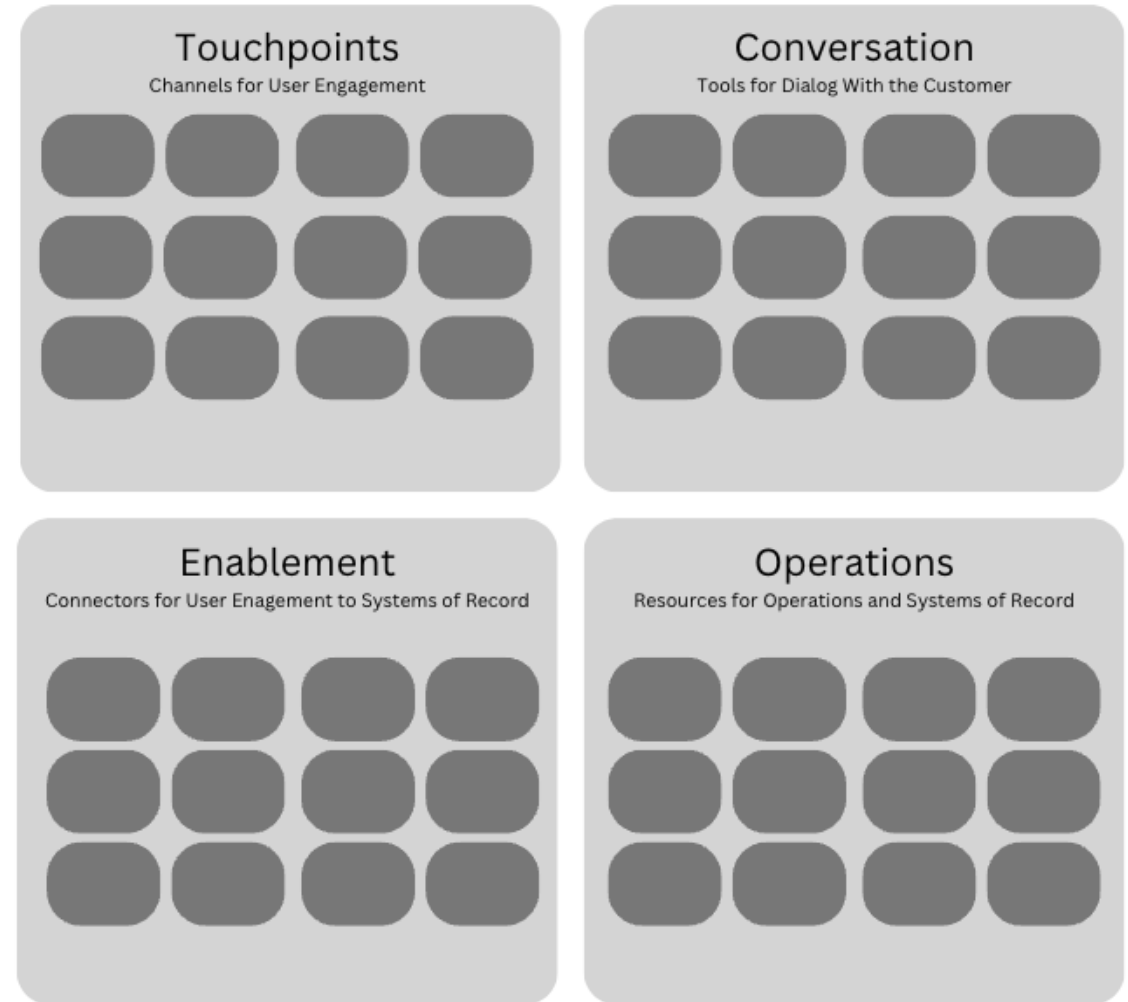 Touchpoints
Channels for User Engagement
Conversation
Tools for Dialog With the Customer
Enablement
Connectors for User Enagement to Systems of Record
Operations
Resources for Operations and Systems of Record